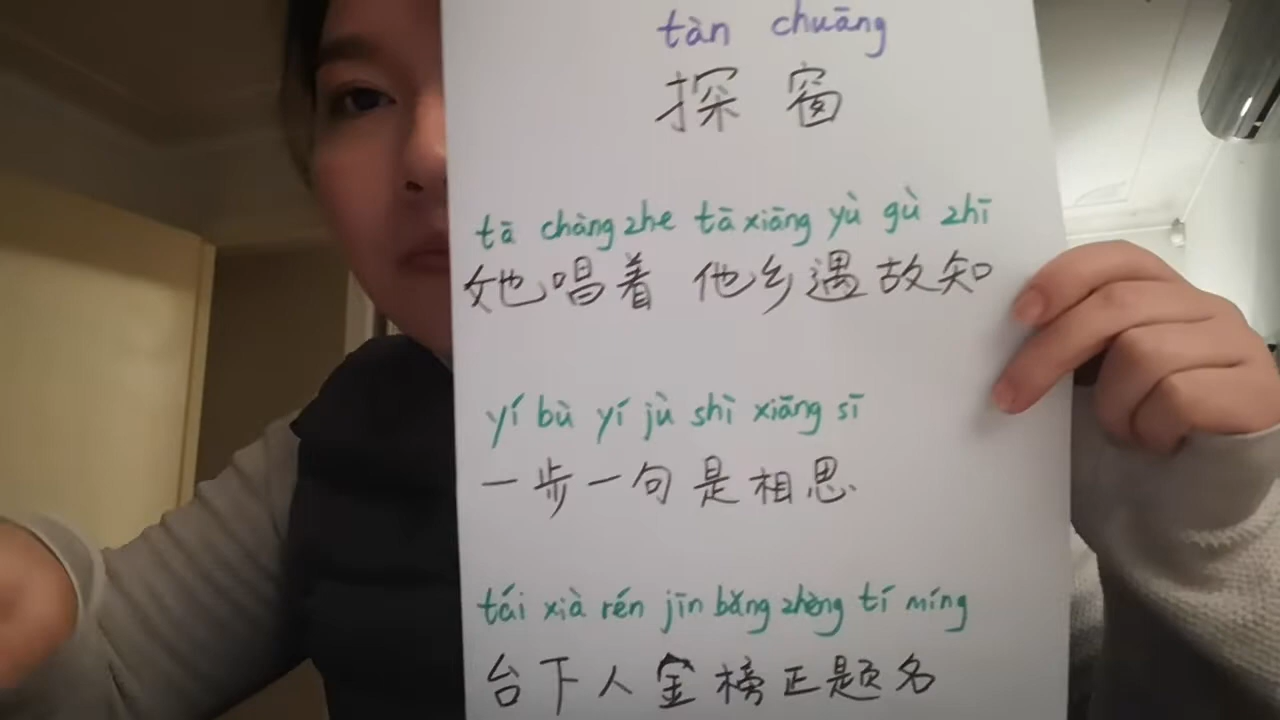 tàn chuāng
探 窗
tā chàng zhe tā xiāng yù gù zhī
她唱着 他乡遇故知
yí bù yí jù shì xiāng sī
一步一句是相思
tái xià rén jīn bǎng zhèng tí míng
台下人金榜正题名